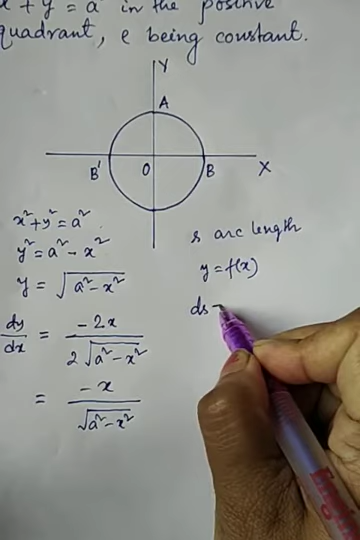 x² + y² = a² in the positive
quadrant, e being constant.
Y
A
B'
O
B
X
x² + y² = a²
y² = a² - x²
y = √(a² - x²)
dy/dx = -2x / 2√(a² - x²)
= -x / √(a² - x²)
s arc length
y = f(x)
ds =